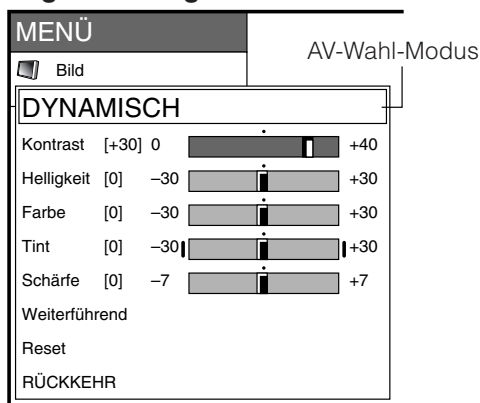 MENÜ
AV-Wahl-Modus
Bild
DYNAMISCH
Kontrast [+30] 0 +40
Helligkeit [0] –30 +30
Farbe [0] –30 +30
Tint [0] –30 +30
Schärfe [0] –7 +7
Weiterführend
Reset
RÜCKKEHR